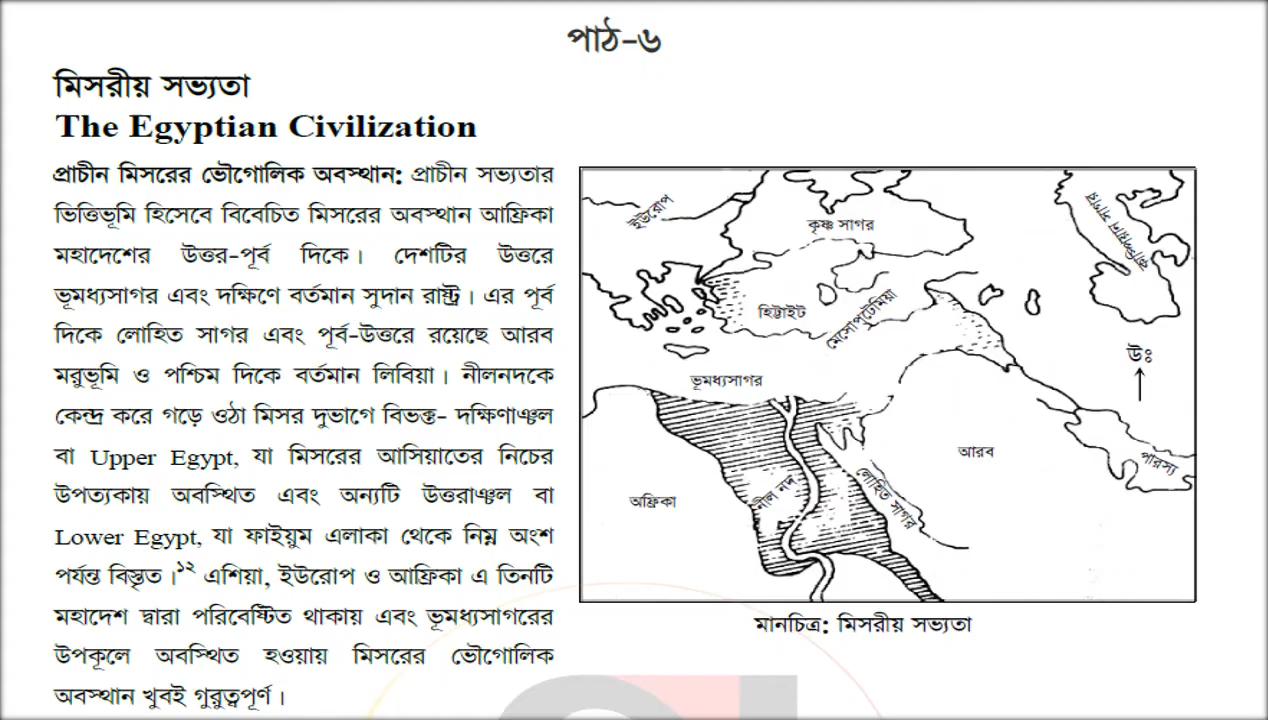 পাঠ-৬
মিসরীয় সভ্যতা
The Egyptian Civilization
প্রাচীন মিসরের ভৌগোলিক অবস্থান: প্রাচীন সভ্যতার
ভিত্তিভূমি হিসেবে বিবেচিত মিসরের অবস্থান আফ্রিকা
মহাদেশের উত্তর-পূর্ব দিকে। দেশটির উত্তরে
ভূমধ্যসাগর এবং দক্ষিণে বর্তমান সুদান রাষ্ট্র। এর পূর্ব
দিকে লোহিত সাগর এবং পূর্ব-উত্তরে রয়েছে আরব
মরুভূমি ও পশ্চিম দিকে বর্তমান লিবিয়া। নীলনদকে
কেন্দ্র করে গড়ে ওঠা মিসর দুভাগে বিভক্ত- দক্ষিণাঞ্চল
বা Upper Egypt, যা মিসরের আসিয়াতের নিচের
উপত্যকায় অবস্থিত এবং অন্যটি উত্তরাঞ্চল বা
Lower Egypt, যা ফাইয়ুম এলাকা থেকে নিম্ন অংশ
পর্যন্ত বিস্তৃত।১২ এশিয়া, ইউরোপ ও আফ্রিকা এ তিনটি
মহাদেশ দ্বারা পরিবেষ্টিত থাকায় এবং ভূমধ্যসাগরের
উপকূলে অবস্থিত হওয়ায় মিসরের ভৌগোলিক
অবস্থান খুবই গুরুত্বপূর্ণ।
ইউরোপ
কৃষ্ণ সাগর
কাস্পিয়ান সাগর
হিট্টাইট
মেসোপটেমিয়া
উঃ
ভূমধ্যসাগর
আরব
পারস্য
অফ্রিকা
নীল নদ
লোহিত সাগর
মানচিত্র: মিসরীয় সভ্যতা